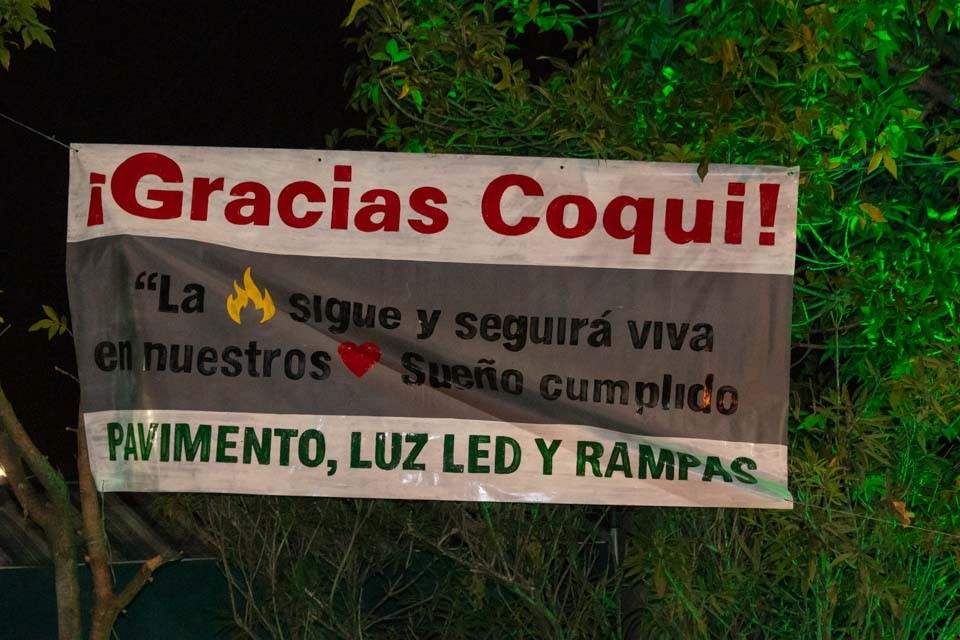 ¡Gracias Coqui!
"La 🔥 sigue y seguirá viva
en nuestros ❤ sueño cumplido
PAVIMENTO, LUZ LED Y RAMPAS